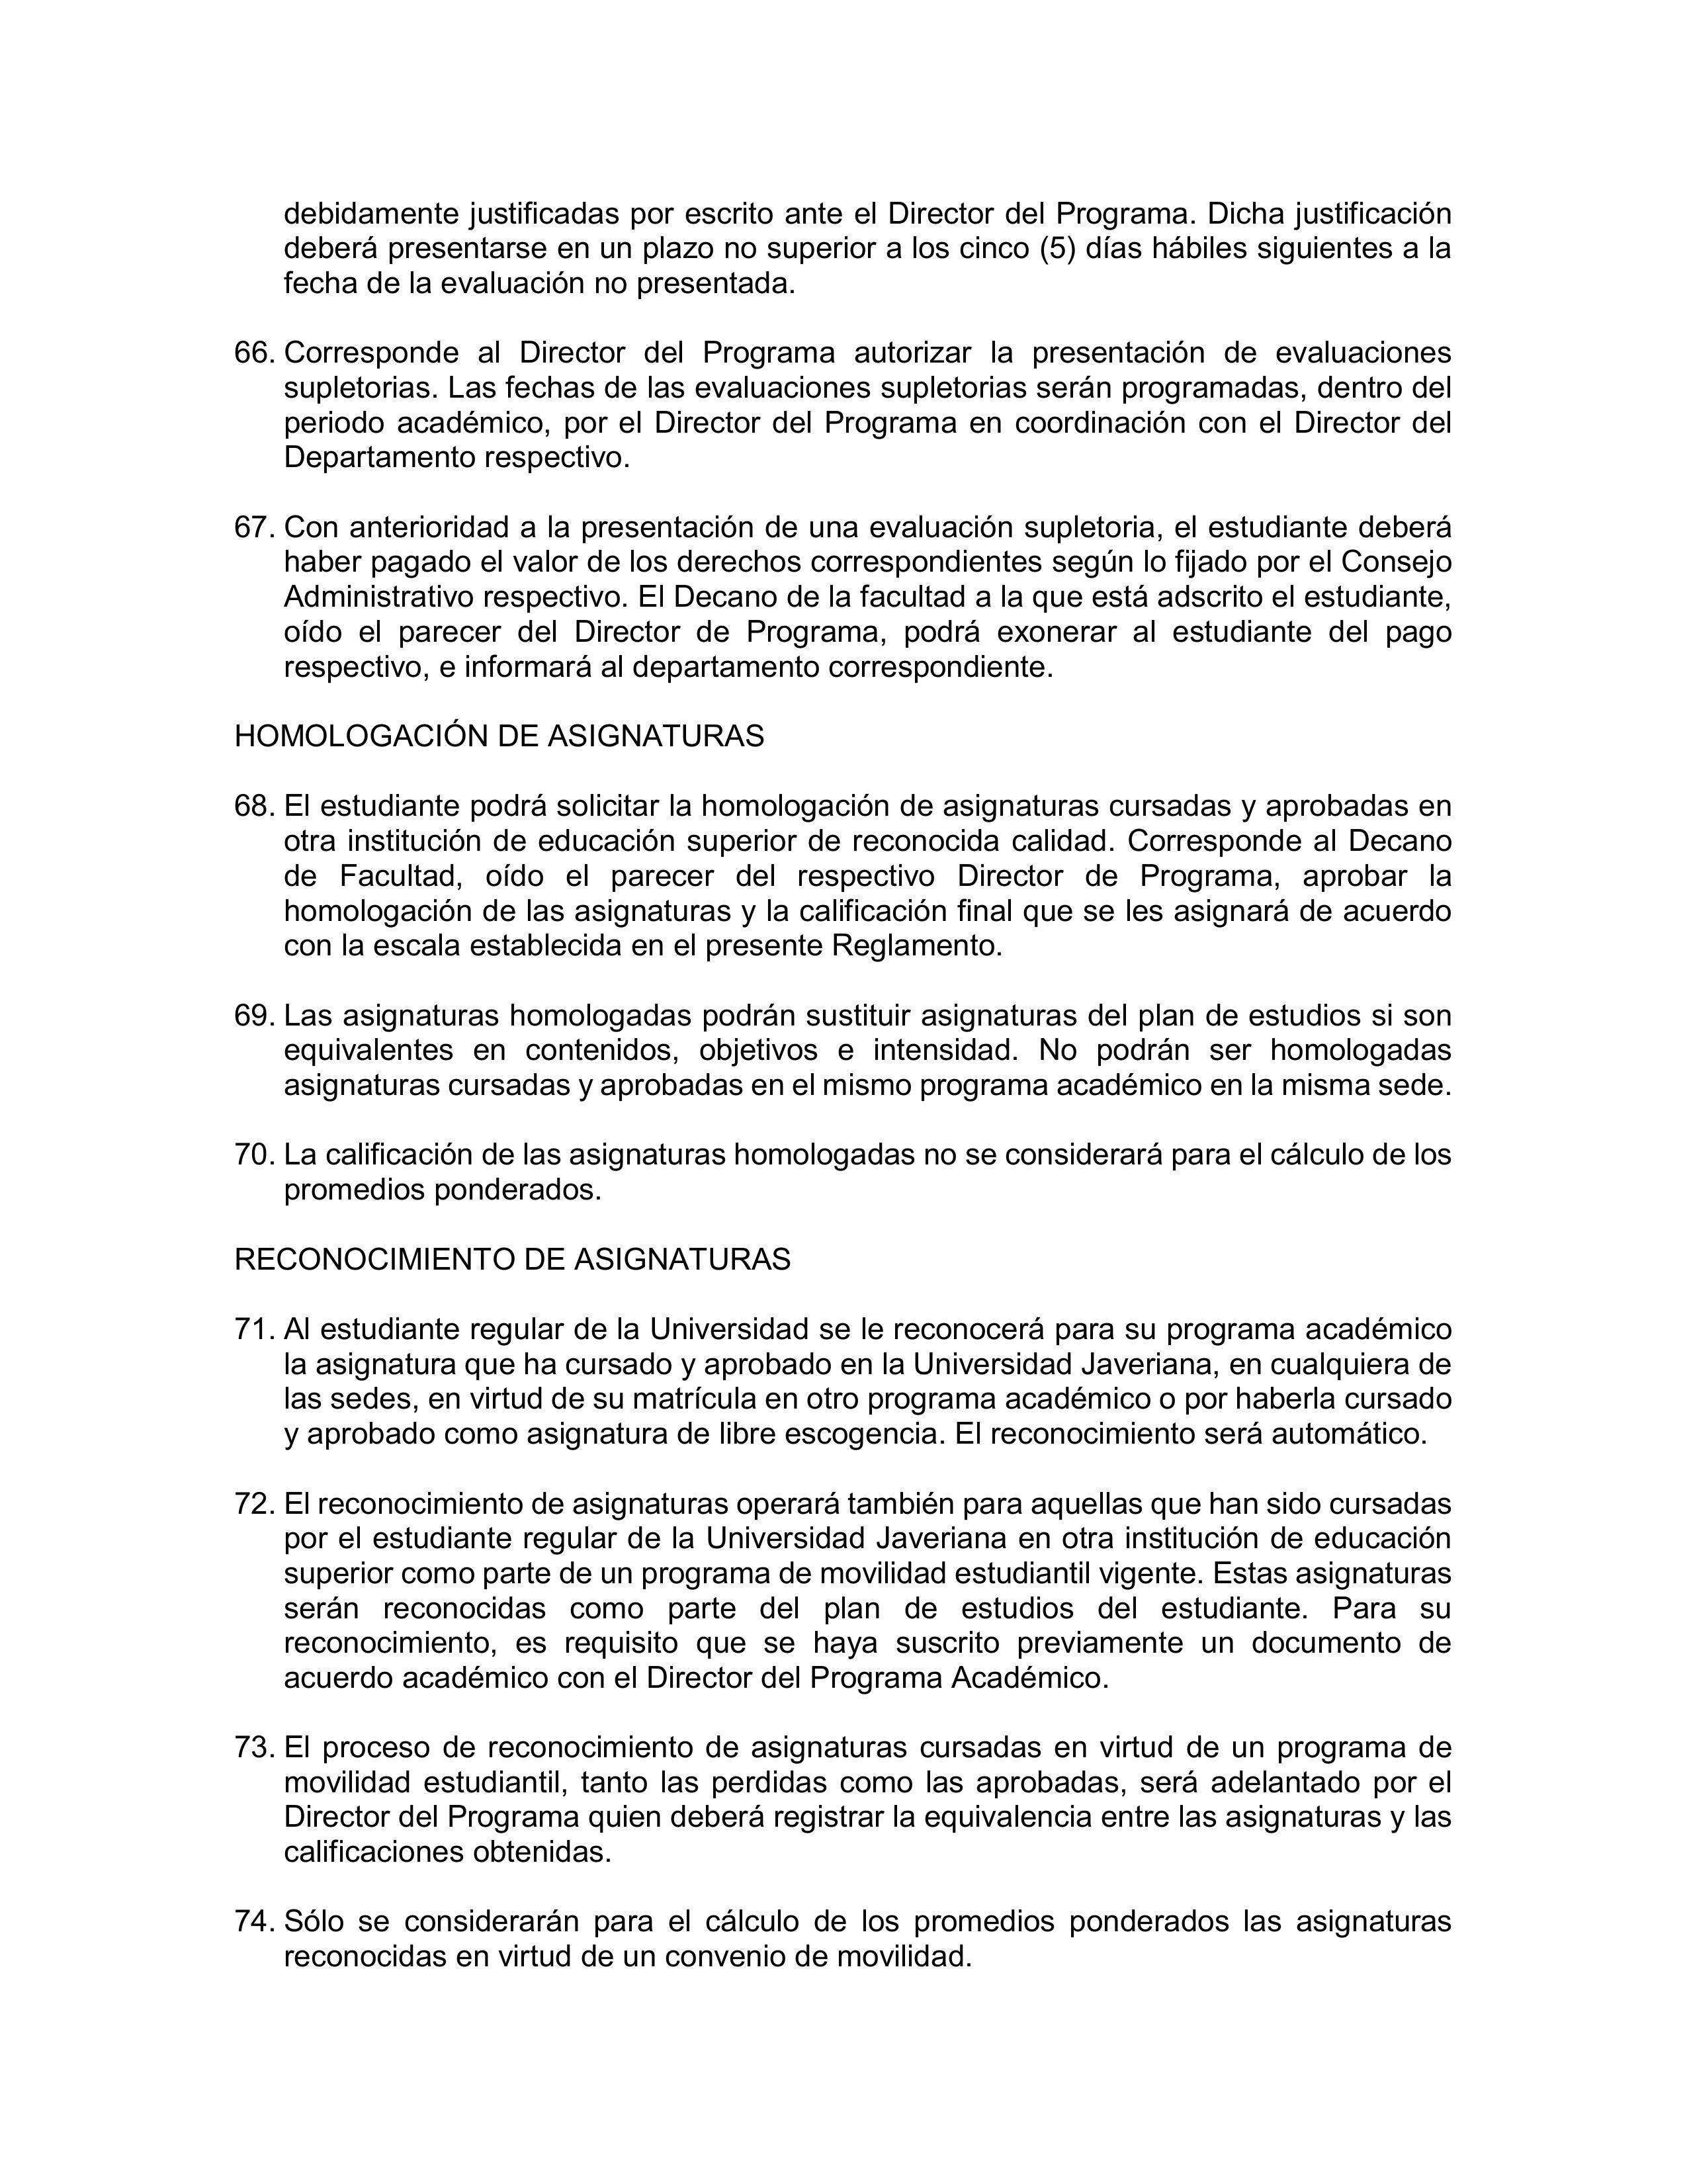 debidamente justificadas por escrito ante el Director del Programa. Dicha justificación
deberá presentarse en un plazo no superior a los cinco (5) días hábiles siguientes a la
fecha de la evaluación no presentada.
66. Corresponde al Director del Programa autorizar la presentación de evaluaciones
supletorias. Las fechas de las evaluaciones supletorias serán programadas, dentro del
periodo académico, por el Director del Programa en coordinación con el Director del
Departamento respectivo.
67. Con anterioridad a la presentación de una evaluación supletoria, el estudiante deberá
haber pagado el valor de los derechos correspondientes según lo fijado por el Consejo
Administrativo respectivo. El Decano de la facultad a la que está adscrito el estudiante,
oído el parecer del Director de Programa, podrá exonerar al estudiante del pago
respectivo, e informará al departamento correspondiente.
HOMOLOGACIÓN DE ASIGNATURAS
68. El estudiante podrá solicitar la homologación de asignaturas cursadas y aprobadas en
otra institución de educación superior de reconocida calidad. Corresponde al Decano
de Facultad, oído el parecer del respectivo Director de Programa, aprobar la
homologación de las asignaturas y la calificación final que se les asignará de acuerdo
con la escala establecida en el presente Reglamento.
69. Las asignaturas homologadas podrán sustituir asignaturas del plan de estudios si son
equivalentes en contenidos, objetivos e intensidad. No podrán ser homologadas
asignaturas cursadas y aprobadas en el mismo programa académico en la misma sede.
70. La calificación de las asignaturas homologadas no se considerará para el cálculo de los
promedios ponderados.
RECONOCIMIENTO DE ASIGNATURAS
71. Al estudiante regular de la Universidad se le reconocerá para su programa académico
la asignatura que ha cursado y aprobado en la Universidad Javeriana, en cualquiera de
las sedes, en virtud de su matrícula en otro programa académico o por haberla cursado
y aprobado como asignatura de libre escogencia. El reconocimiento será automático.
72. El reconocimiento de asignaturas operará también para aquellas que han sido cursadas
por el estudiante regular de la Universidad Javeriana en otra institución de educación
superior como parte de un programa de movilidad estudiantil vigente. Estas asignaturas
serán reconocidas como parte del plan de estudios del estudiante. Para su
reconocimiento, es requisito que se haya suscrito previamente un documento de
acuerdo académico con el Director del Programa Académico.
73. El proceso de reconocimiento de asignaturas cursadas en virtud de un programa de
movilidad estudiantil, tanto las perdidas como las aprobadas, será adelantado por el
Director del Programa quien deberá registrar la equivalencia entre las asignaturas y las
calificaciones obtenidas.
74. Sólo se considerarán para el cálculo de los promedios ponderados las asignaturas
reconocidas en virtud de un convenio de movilidad.